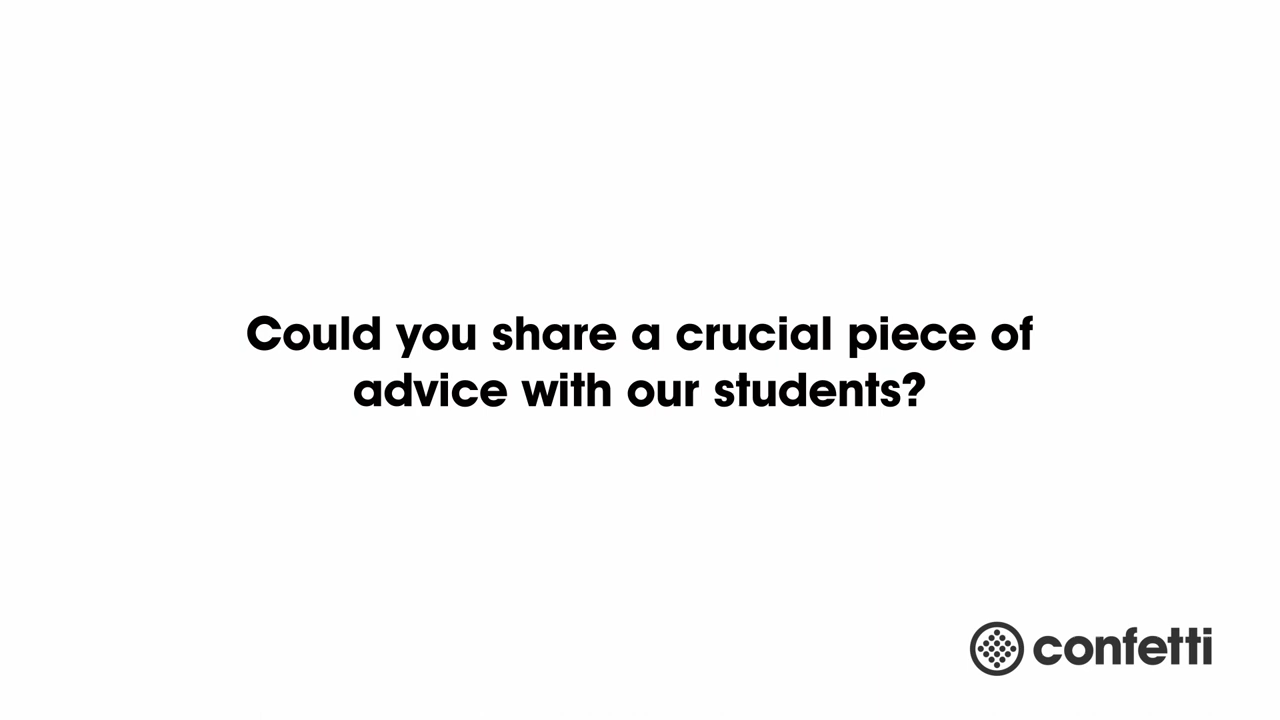 Could you share a crucial piece of
advice with our students?
confetti